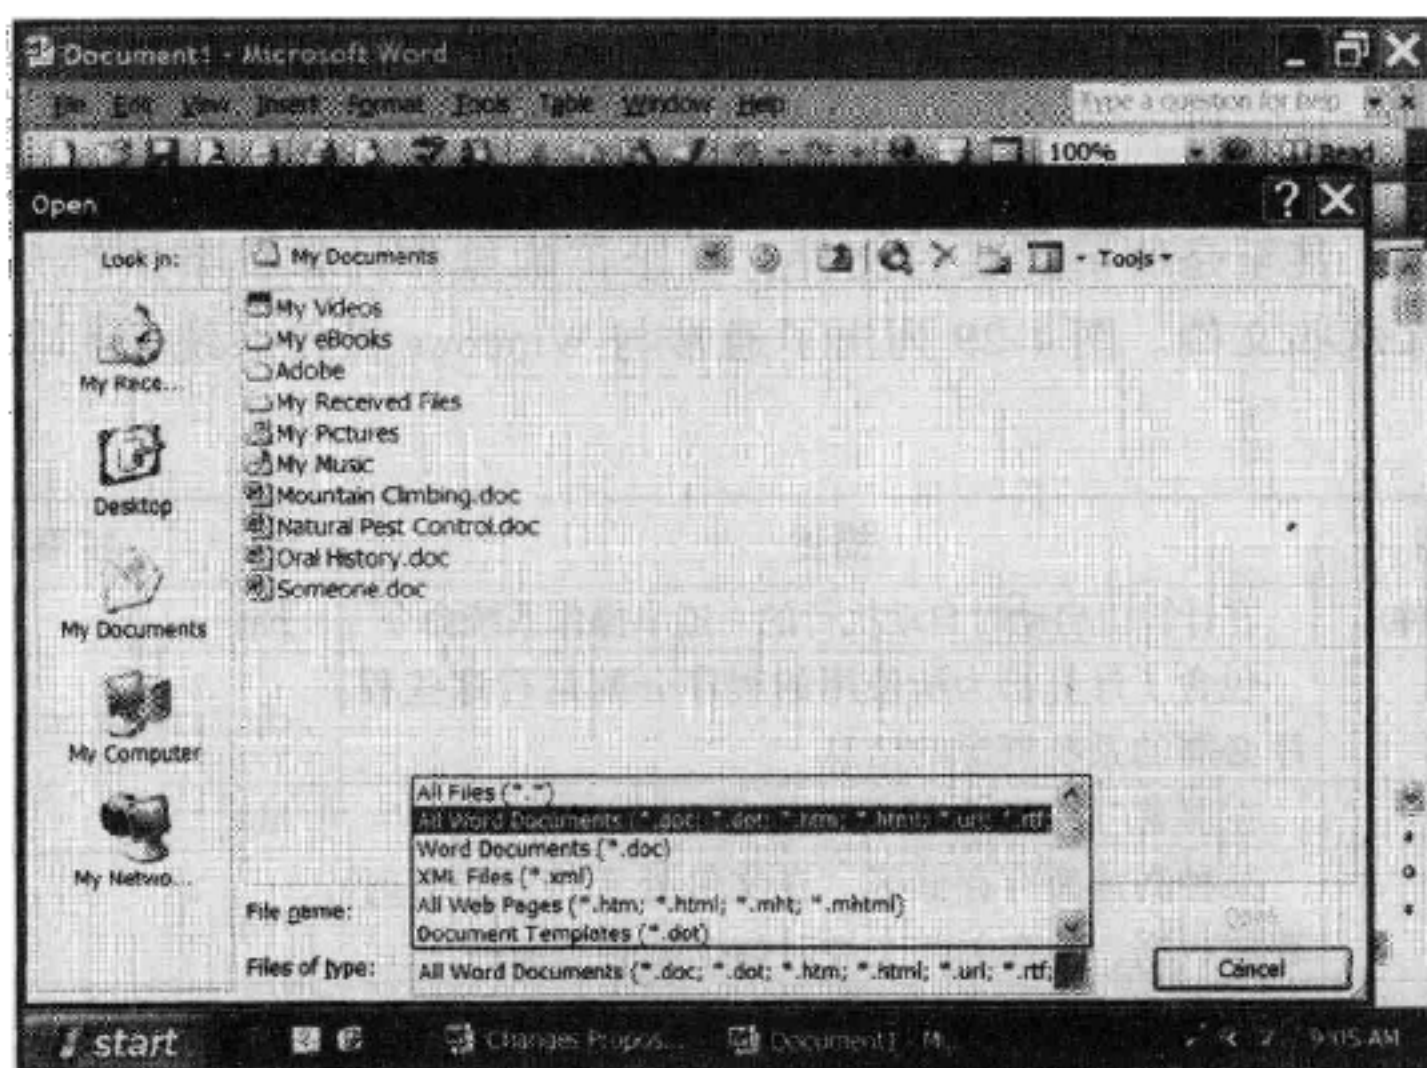 Document1 - Microsoft Word
File Edit View Insert Format Tools Table Window Help
Type a question for help
100%
Read
Open
Look in:
My Documents
Tools
My Videos
My eBooks
Adobe
My Received Files
My Pictures
My Music
Mountain Climbing.doc
Natural Pest Control.doc
Oral History.doc
Someone.doc
My Rece...
Desktop
My Documents
My Computer
My Netwo...
All Files (*.*)
All Word Documents (*.doc; *.dot; *.htm; *.html; *.url; *.rtf;
Word Documents (*.doc)
XML Files (*.xml)
All Web Pages (*.htm; *.html; *.mht; *.mhtml)
Document Templates (*.dot)
File name:
Open
Files of type:
All Word Documents (*.doc; *.dot; *.htm; *.html; *.url; *.rtf;
Cancel
start
Changes Propos...
Document1 - Mi...
9:05 AM